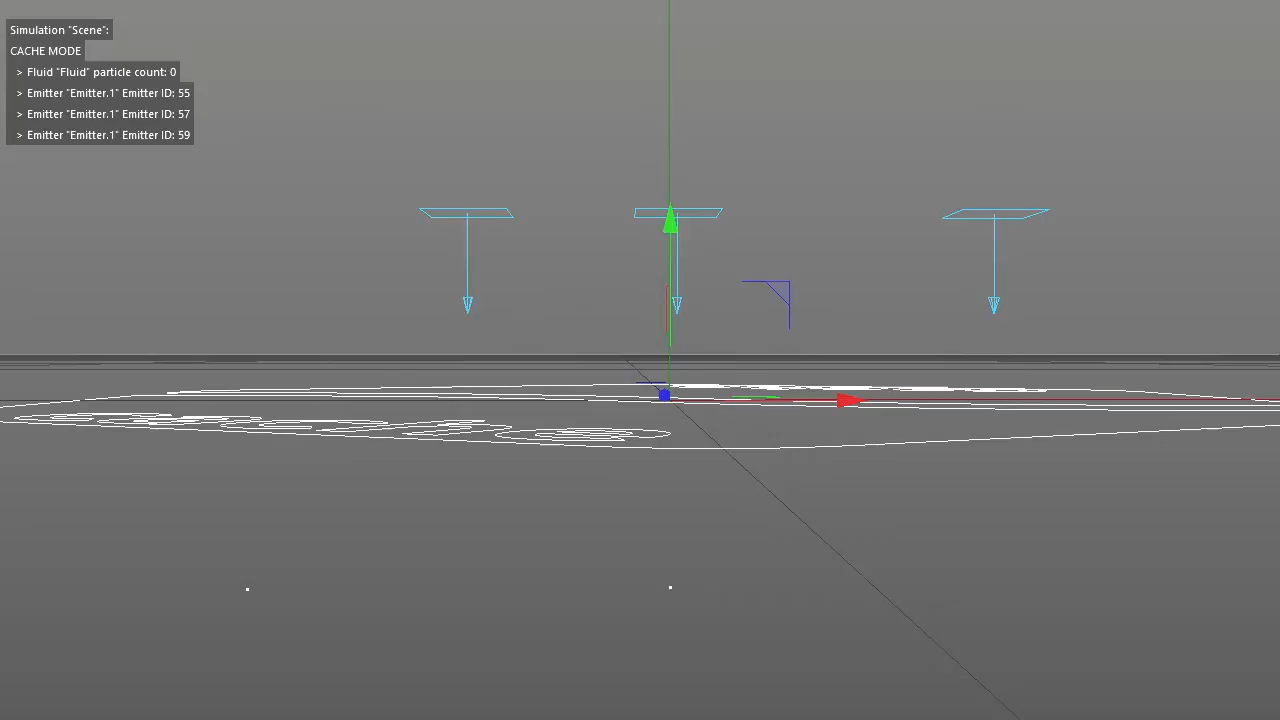 Simulation "Scene":
CACHE MODE
> Fluid "Fluid" particle count: 0
> Emitter "Emitter.1" Emitter ID: 55
> Emitter "Emitter.1" Emitter ID: 57
> Emitter "Emitter.1" Emitter ID: 59